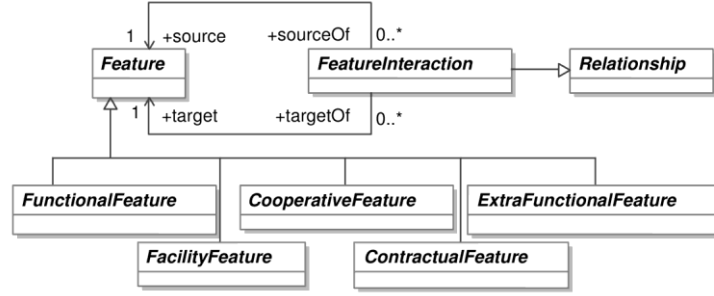 1 +source +sourceOf 0..*
Feature FeatureInteraction Relationship
1 +target +targetOf 0..*
FunctionalFeature CooperativeFeature ExtraFunctionalFeature
FacilityFeature ContractualFeature